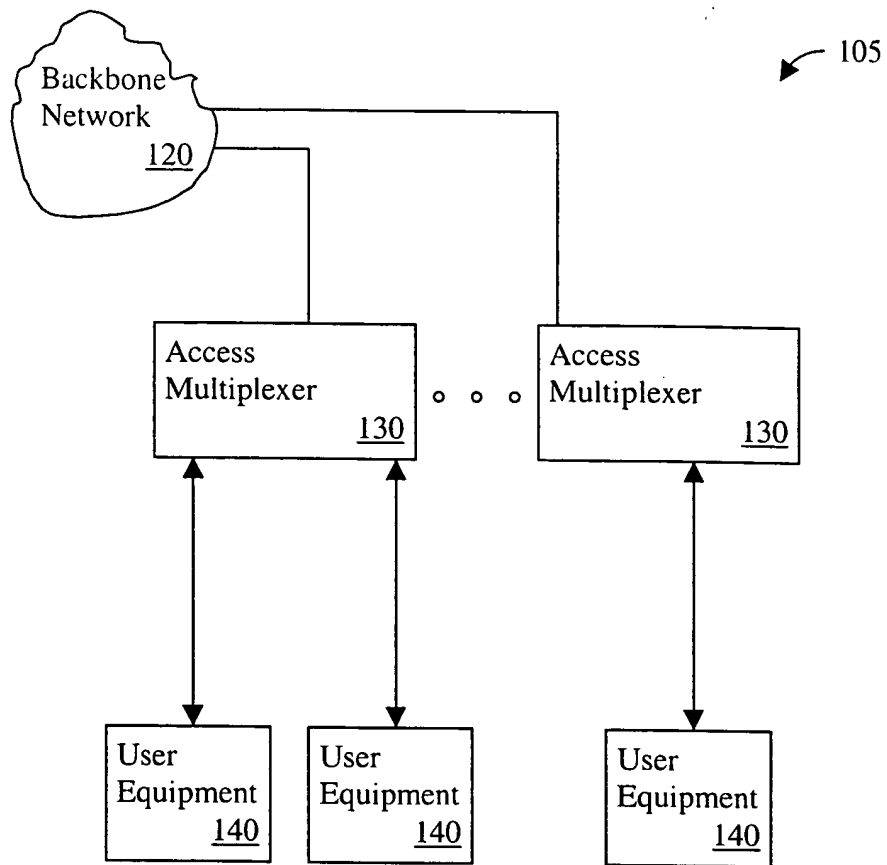 Backbone
Network
120
105
Access
Multiplexer
130
Access
Multiplexer
130
User
Equipment
140
User
Equipment
140
User
Equipment
140